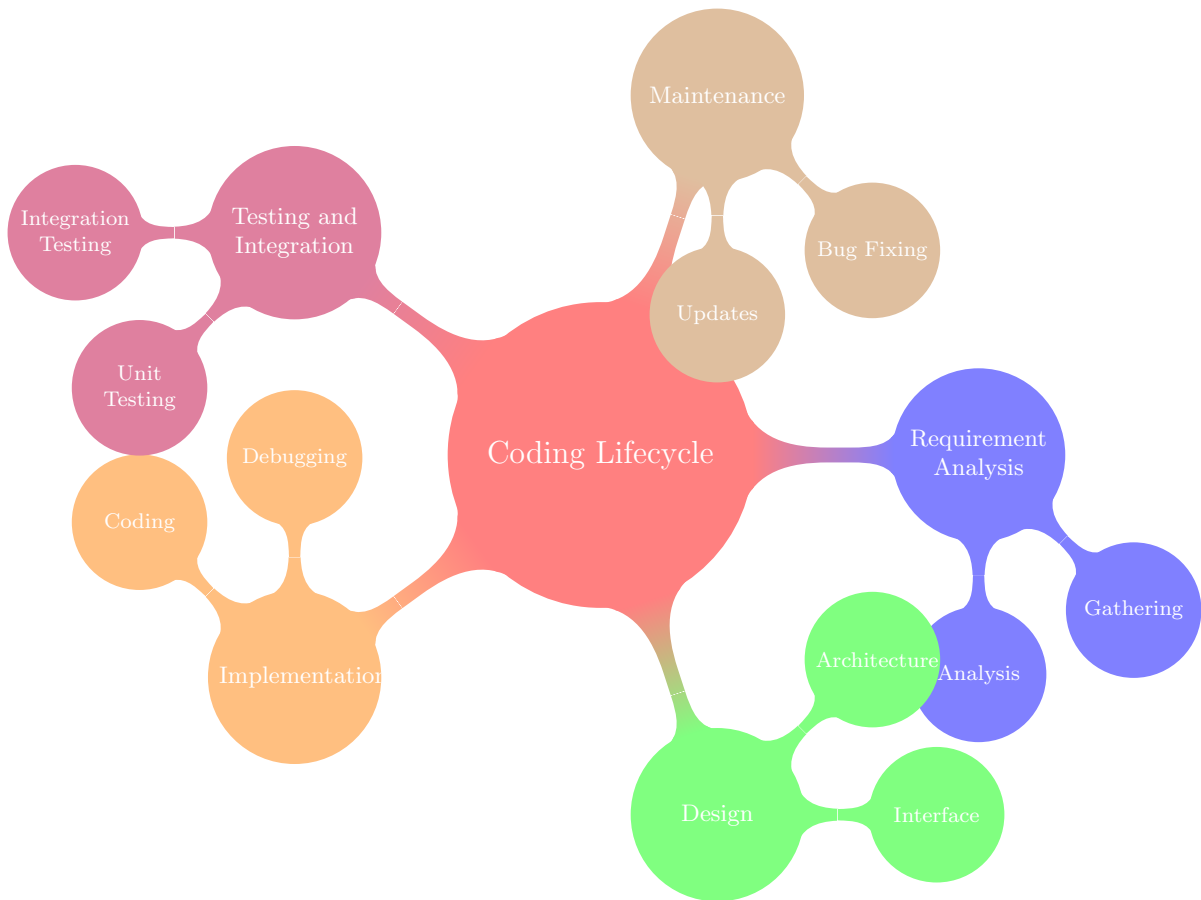 Maintenance
Integration
Testing
Testing and
Integration
Bug Fixing
Updates
Unit
Testing
Debugging
Coding Lifecycle
Requirement
Analysis
Coding
Gathering
Architecture
Analysis
Implementation
Design
Interface